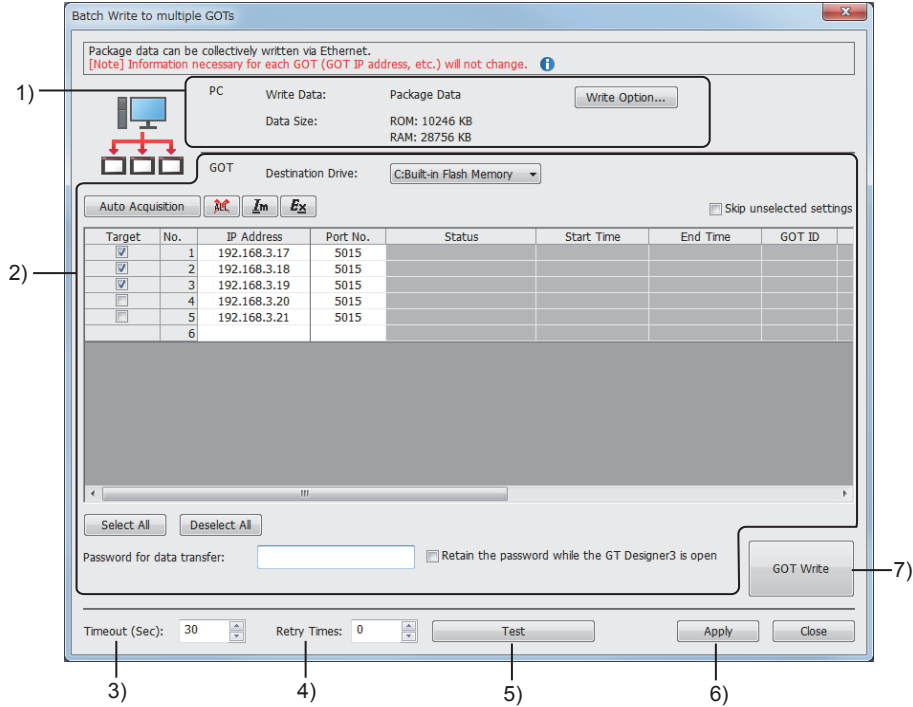 Batch Write to multiple GOTs
Package data can be collectively written via Ethernet.
[Note] Information necessary for each GOT (GOT IP address, etc.) will not change.
1)
PC Write Data: Package Data Write Option...
Data Size: ROM: 10246 KB
RAM: 28756 KB
GOT Destination Drive: C:Built-in Flash Memory
Auto Acquisition ALL Im Ex Skip unselected settings
2)
Target No. IP Address Port No. Status Start Time End Time GOT ID
1 192.168.3.17 5015
2 192.168.3.18 5015
3 192.168.3.19 5015
4 192.168.3.20 5015
5 192.168.3.21 5015
6
Select All Deselect All
Password for data transfer: Retain the password while the GT Designer3 is open
GOT Write 7)
Timeout (Sec): 30 Retry Times: 0 Test Apply Close
3) 4) 5) 6)